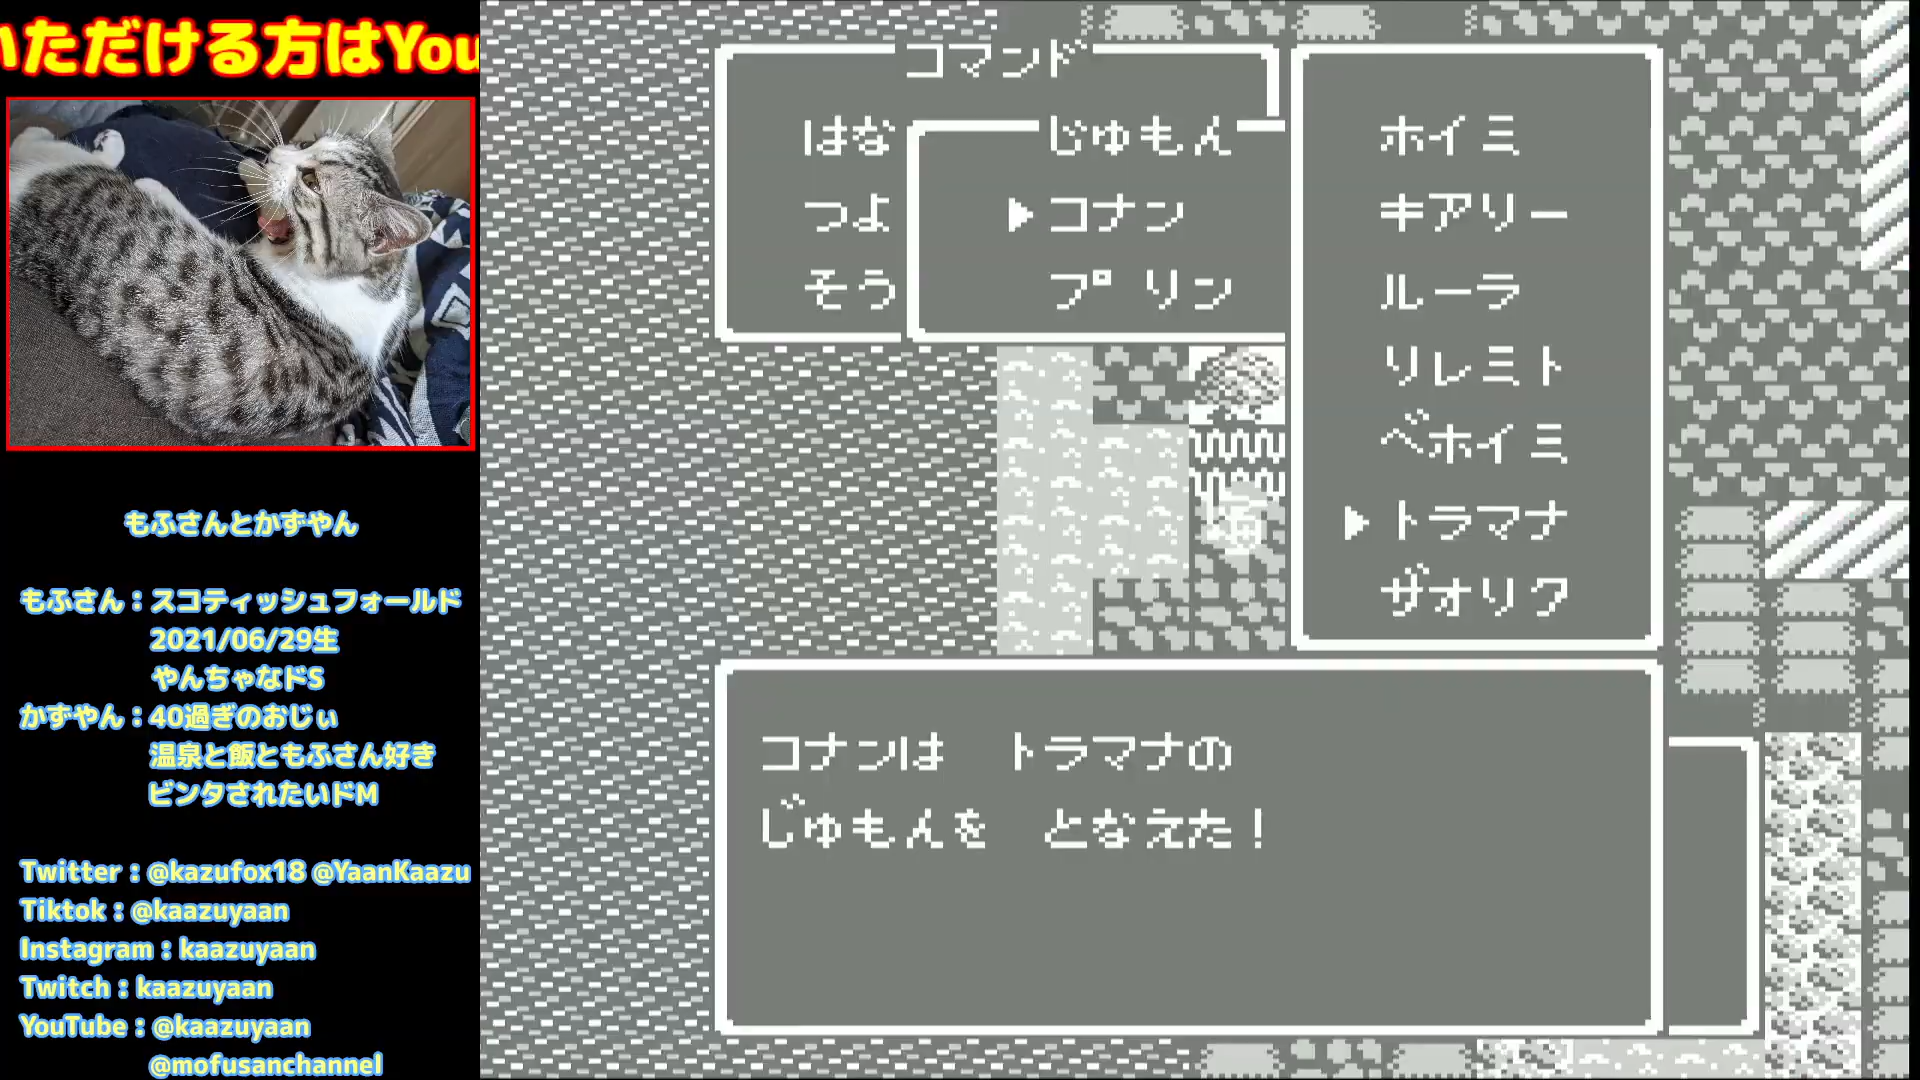 いただける方はYou
もふさんとかずやん
もふさん：スコティッシュフォールド
2021/06/29生
やんちゃなドS
かずやん：40過ぎのおじぃ
温泉と飯ともふさん好き
ビンタされたいドM
Twitter：@kazufox18 @YaanKaazu
Tiktok：@kaazuyaan
Instagram：kaazuyaan
Twitch：kaazuyaan
YouTube：@kaazuyaan
@mofusanchannel
コマンド
はな
つよ
そう
じゅもん
▶コナン
プリン
ホイミ
キアリー
ルーラ
リレミト
ベホイミ
▶トラマナ
ザオリク
コナンは　トラマナの
じゅもんを　となえた！